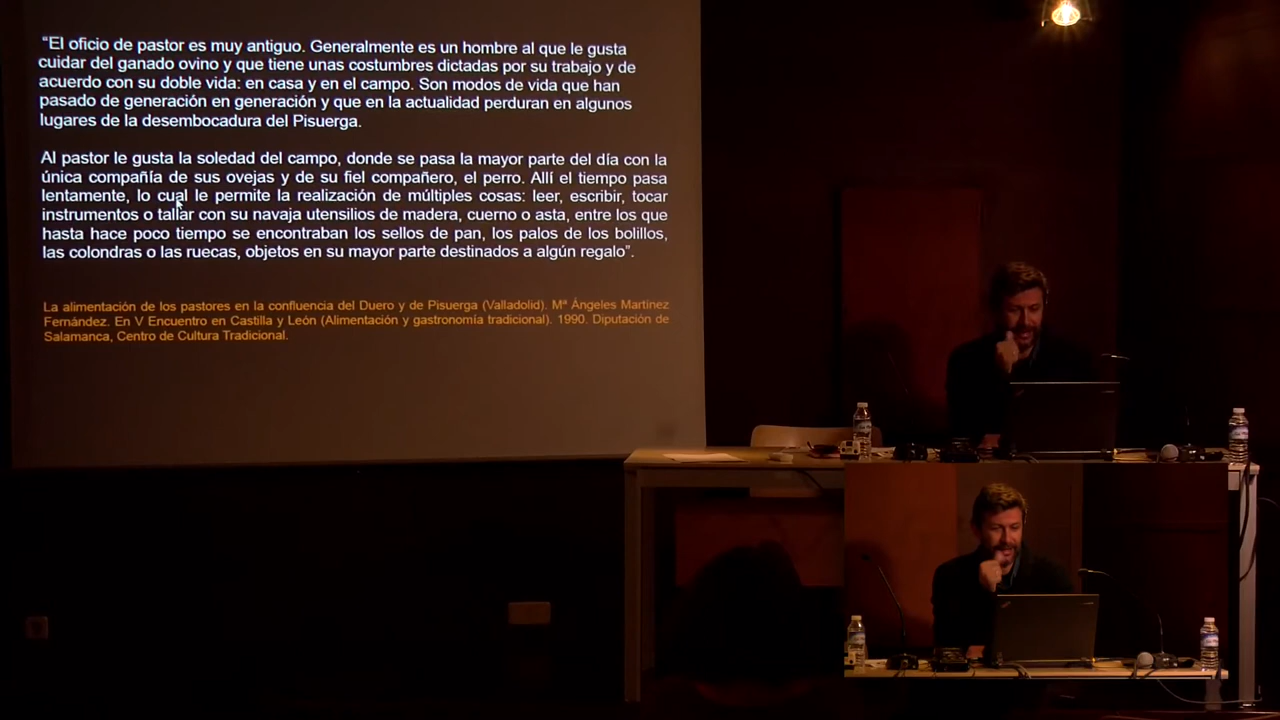 “El oficio de pastor es muy antiguo. Generalmente es un hombre al que le gusta
cuidar del ganado ovino y que tiene unas costumbres dictadas por su trabajo y de
acuerdo con su doble vida: en casa y en el campo. Son modos de vida que han
pasado de generación en generación y que en la actualidad perduran en algunos
lugares de la desembocadura del Pisuerga.
Al pastor le gusta la soledad del campo, donde se pasa la mayor parte del día con la
única compañía de sus ovejas y de su fiel compañero, el perro. Allí el tiempo pasa
lentamente, lo cual le permite la realización de múltiples cosas: leer, escribir, tocar
instrumentos o tallar con su navaja utensilios de madera, cuerno o asta, entre los que
hasta hace poco tiempo se encontraban los sellos de pan, los palos de los bolillos,
las colondras o las ruecas, objetos en su mayor parte destinados a algún regalo”.
La alimentación de los pastores en la confluencia del Duero y de Pisuerga (Valladolid). Mª Ángeles Martínez
Fernández. En V Encuentro en Castilla y León (Alimentación y gastronomía tradicional). 1990. Diputación de
Salamanca, Centro de Cultura Tradicional.